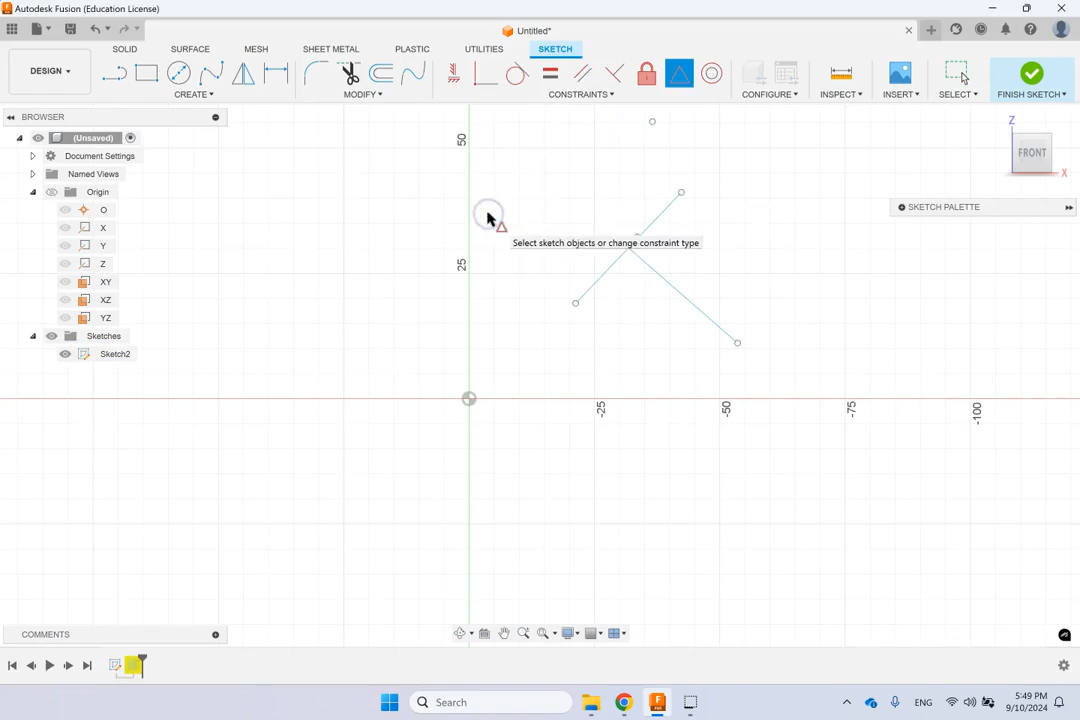 Autodesk Fusion (Education License)
Untitled*
SOLID SURFACE MESH SHEET METAL PLASTIC UTILITIES SKETCH
DESIGN
CREATE MODIFY CONSTRAINTS CONFIGURE INSPECT INSERT SELECT FINISH SKETCH
BROWSER
(Unsaved)
Document Settings
Named Views
Origin
O
X
Y
Z
XY
XZ
YZ
Sketches
Sketch2
50
25
-25
-50
-75
-100
Select sketch objects or change constraint type
Z
FRONT
X
SKETCH PALETTE
COMMENTS
Search
ENG
5:49 PM
9/10/2024